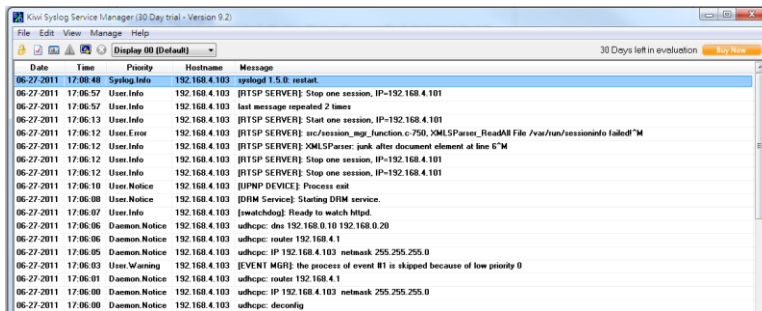 Kiwi Syslog Service Manager (30 Day trial - Version 9.2)
File Edit View Manage Help
Display 00 (Default) 30 Days left in evaluation Buy Now
Date Time Priority Hostname Message
06-27-2011 17:08:48 Syslog.Info 192.168.4.103 syslogd 1.5.0: restart.
06-27-2011 17:06:57 User.Info 192.168.4.103 [RTSP SERVER]: Stop one session, IP=192.168.4.101
06-27-2011 17:06:57 User.Info 192.168.4.103 last message repeated 2 times
06-27-2011 17:06:13 User.Info 192.168.4.103 [RTSP SERVER]: Start one session, IP=192.168.4.101
06-27-2011 17:06:12 User.Error 192.168.4.103 [RTSP SERVER]: src/session_mgr_function.c-750, XMLSParser_ReadAll File /var/run/sessioninfo failed!^M
06-27-2011 17:06:12 User.Info 192.168.4.103 [RTSP SERVER]: XMLSParser: junk after document element at line 6^M
06-27-2011 17:06:12 User.Info 192.168.4.103 [RTSP SERVER]: Stop one session, IP=192.168.4.101
06-27-2011 17:06:12 User.Info 192.168.4.103 [RTSP SERVER]: Stop one session, IP=192.168.4.101
06-27-2011 17:06:10 User.Notice 192.168.4.103 [UPNP DEVICE]: Process exit
06-27-2011 17:06:08 User.Notice 192.168.4.103 [DRM Service]: Starting DRM service.
06-27-2011 17:06:07 User.Info 192.168.4.103 [swatchdog]: Ready to watch httpd.
06-27-2011 17:06:06 Daemon.Notice 192.168.4.103 udhcpc: dns 192.168.0.10 192.168.0.20
06-27-2011 17:06:06 Daemon.Notice 192.168.4.103 udhcpc: router 192.168.4.1
06-27-2011 17:06:05 Daemon.Notice 192.168.4.103 udhcpc: IP 192.168.4.103 netmask 255.255.255.0
06-27-2011 17:06:03 User.Warning 192.168.4.103 [EVENT MGR]: the process of event #1 is skipped because of low priority 0
06-27-2011 17:06:01 Daemon.Notice 192.168.4.103 udhcpc: router 192.168.4.1
06-27-2011 17:06:00 Daemon.Notice 192.168.4.103 udhcpc: IP 192.168.4.103 netmask 255.255.255.0
06-27-2011 17:06:00 Daemon.Notice 192.168.4.103 udhcpc: deconfig